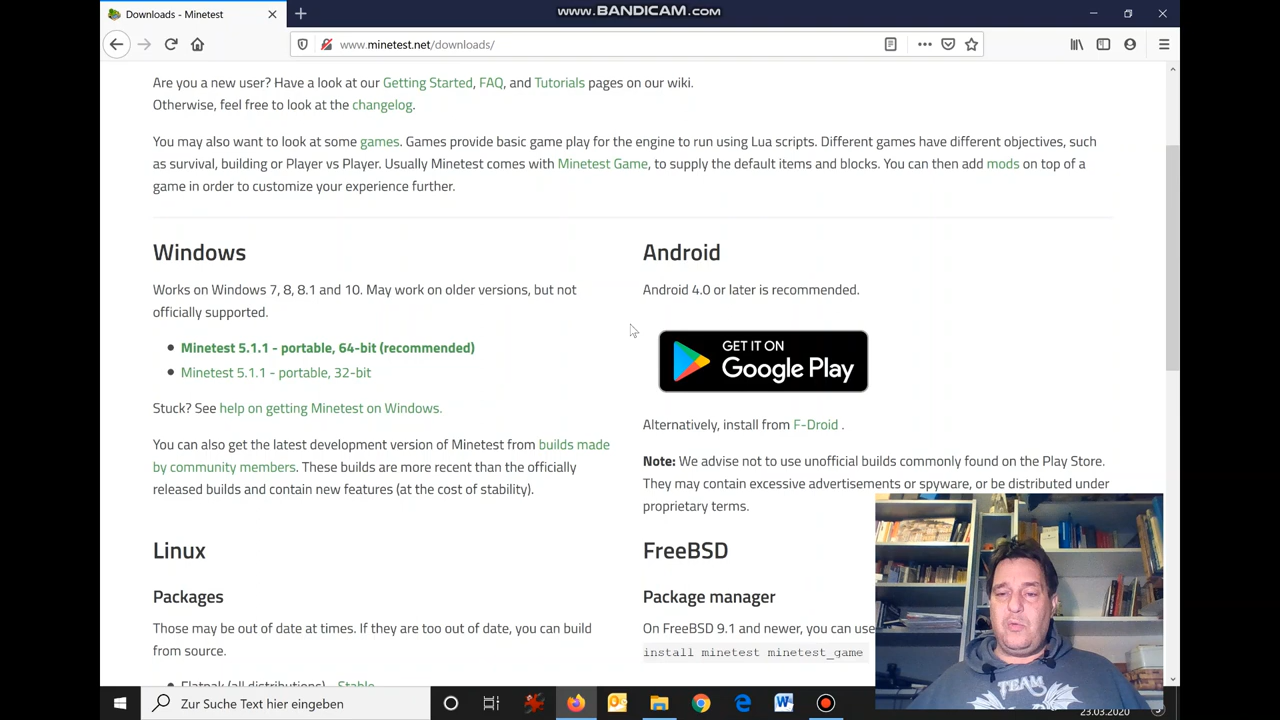 www.BANDICAM.com
Downloads - Minetest
www.minetest.net/downloads/
Are you a new user? Have a look at our Getting Started, FAQ, and Tutorials pages on our wiki.
Otherwise, feel free to look at the changelog.
You may also want to look at some games. Games provide basic game play for the engine to run using Lua scripts. Different games have different objectives, such
as survival, building or Player vs Player. Usually Minetest comes with Minetest Game, to supply the default items and blocks. You can then add mods on top of a
game in order to customize your experience further.
Windows
Works on Windows 7, 8, 8.1 and 10. May work on older versions, but not
officially supported.
Minetest 5.1.1 - portable, 64-bit (recommended)
Minetest 5.1.1 - portable, 32-bit
Stuck? See help on getting Minetest on Windows.
You can also get the latest development version of Minetest from builds made
by community members. These builds are more recent than the officially
released builds and contain new features (at the cost of stability).
Android
Android 4.0 or later is recommended.
GET IT ON
Google Play
Alternatively, install from F-Droid .
Note: We advise not to use unofficial builds commonly found on the Play Store.
They may contain excessive advertisements or spyware, or be distributed under
proprietary terms.
Linux
Packages
Those may be out of date at times. If they are too out of date, you can build
from source.
Flatpak (all distributions) - Stable
FreeBSD
Package manager
On FreeBSD 9.1 and newer, you can use
install minetest minetest_game
TEAM
Zur Suche Text hier eingeben
23.03.2020